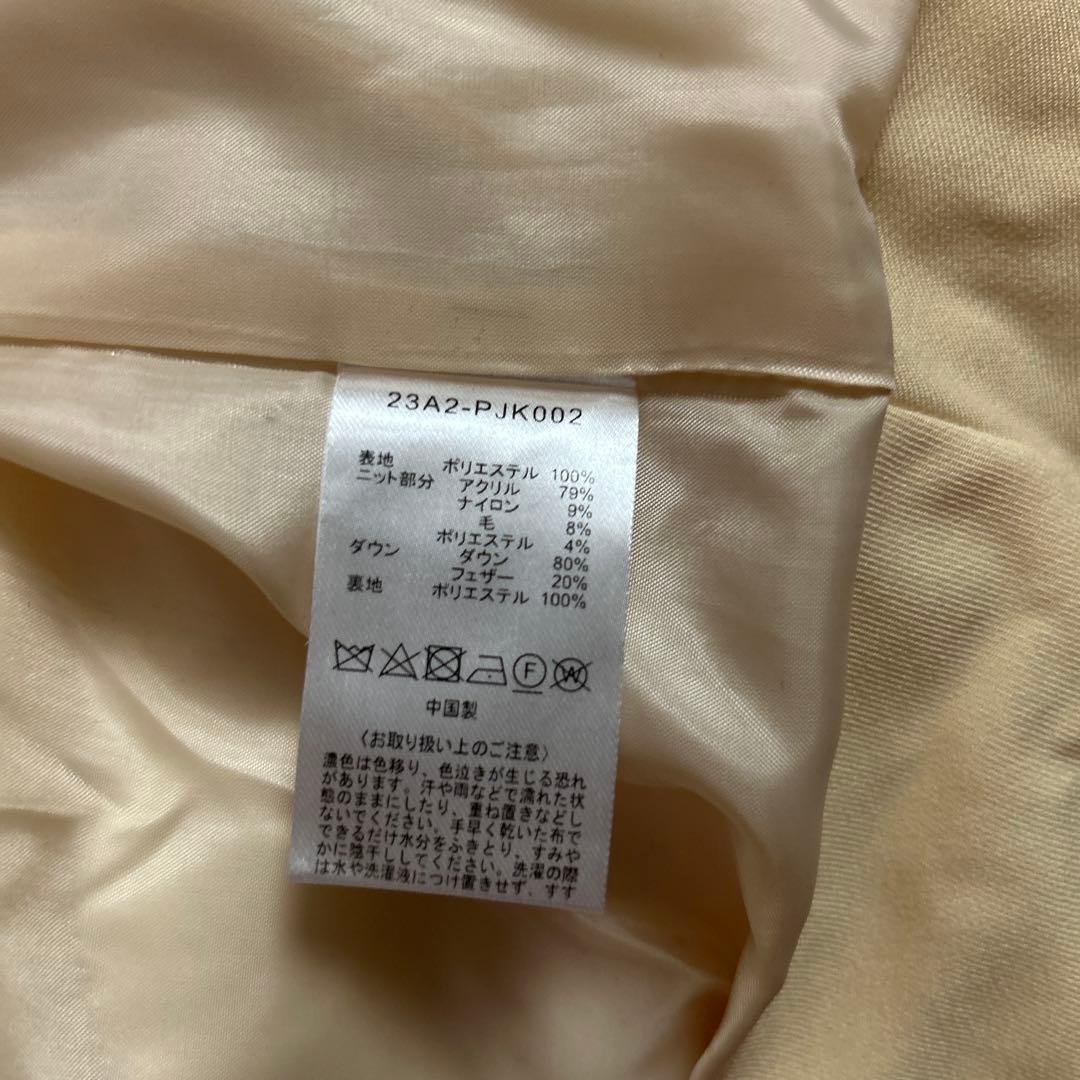 23A2-PJK002
表地 ポリエステル 100%
ニット部分 アクリル 79%
ナイロン 9%
毛 8%
ポリエステル 4%
ダウン ダウン 80%
フェザー 20%
裏地 ポリエステル 100%
F W
中国製
〈お取り扱い上のご注意〉
濃色は色移り、色泣きが生じる恐れ
があります。汗や雨などで濡れた状
態のままにしたり、重ね置きなどし
ないでください。手早く乾いた布で
できるだけ水分をふきとり、すみや
かに陰干ししてください。洗濯の際
は水や洗濯液につけ置きせず、すす